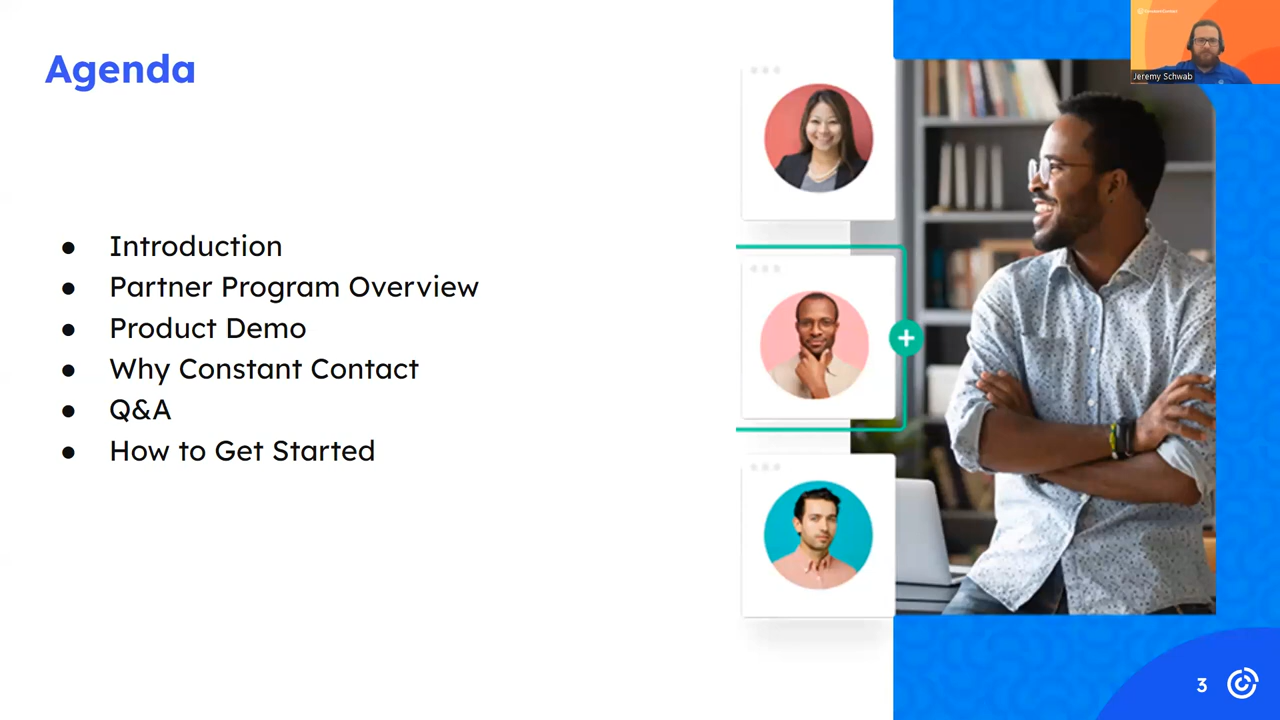 Agenda
Jeremy Schwab
● Introduction
● Partner Program Overview
● Product Demo
● Why Constant Contact
● Q&A
● How to Get Started
3